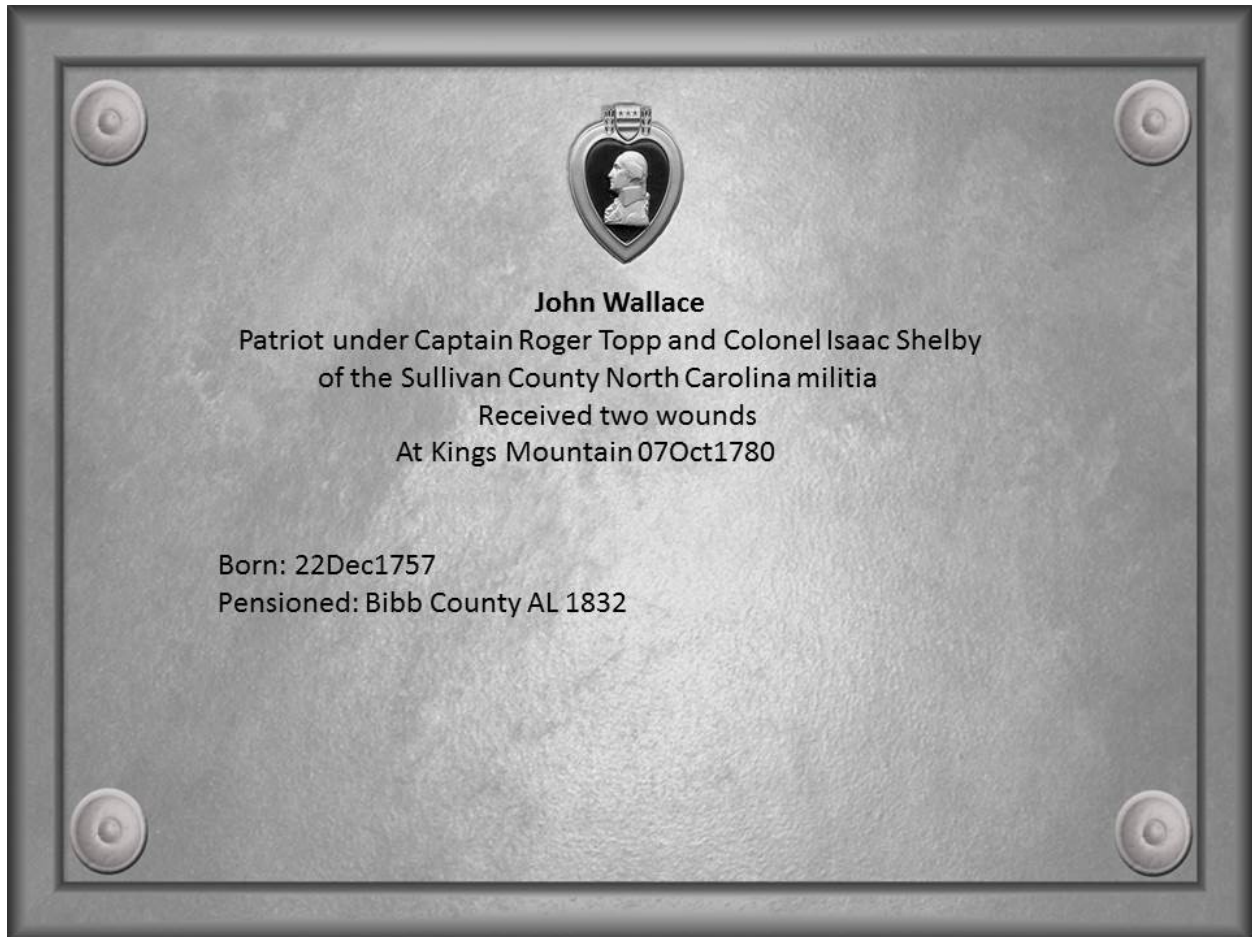 John Wallace
Patriot under Captain Roger Topp and Colonel Isaac Shelby
of the Sullivan County North Carolina militia
Received two wounds
At Kings Mountain 07Oct1780
Born: 22Dec1757
Pensioned: Bibb County AL 1832